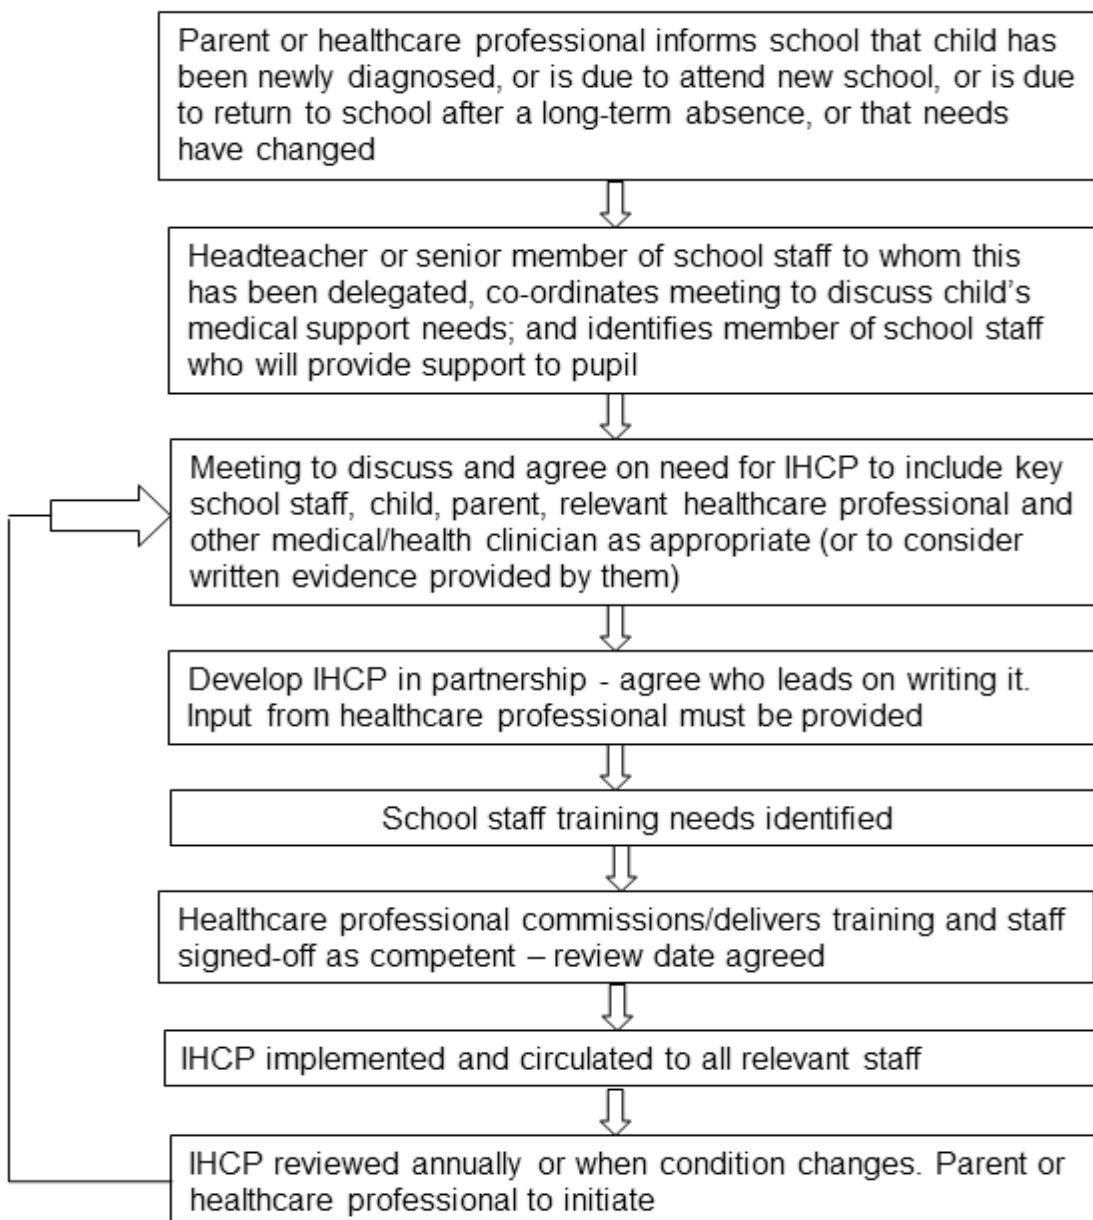 Parent or healthcare professional informs school that child has
been newly diagnosed, or is due to attend new school, or is due
to return to school after a long-term absence, or that needs
have changed
Headteacher or senior member of school staff to whom this
has been delegated, co-ordinates meeting to discuss child's
medical support needs; and identifies member of school staff
who will provide support to pupil
Meeting to discuss and agree on need for IHCP to include key
school staff, child, parent, relevant healthcare professional and
other medical/health clinician as appropriate (or to consider
written evidence provided by them)
Develop IHCP in partnership - agree who leads on writing it.
Input from healthcare professional must be provided
School staff training needs identified
Healthcare professional commissions/delivers training and staff
signed-off as competent – review date agreed
IHCP implemented and circulated to all relevant staff
IHCP reviewed annually or when condition changes. Parent or
healthcare professional to initiate